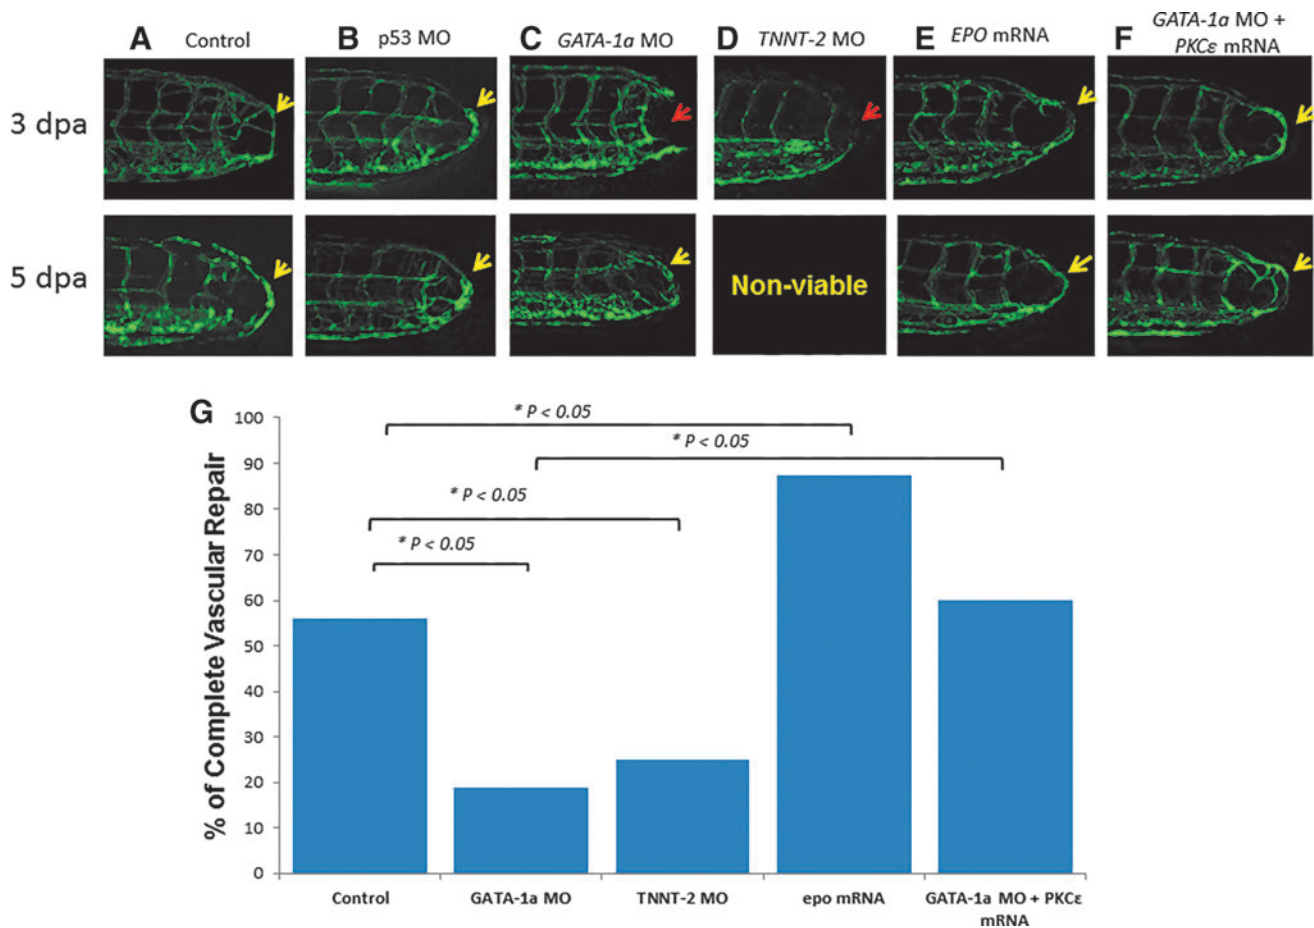 A Control
B p53 MO
C GATA-1a MO
D TNNT-2 MO
E EPO mRNA
F GATA-1a MO +
PKCε mRNA
3 dpa
5 dpa
Non-viable
G
% of Complete Vascular Repair
100
90
80
70
60
50
40
30
20
10
0
* P < 0.05
* P < 0.05
* P < 0.05
* P < 0.05
Control
GATA-1a MO
TNNT-2 MO
epo mRNA
GATA-1a MO + PKCε
mRNA